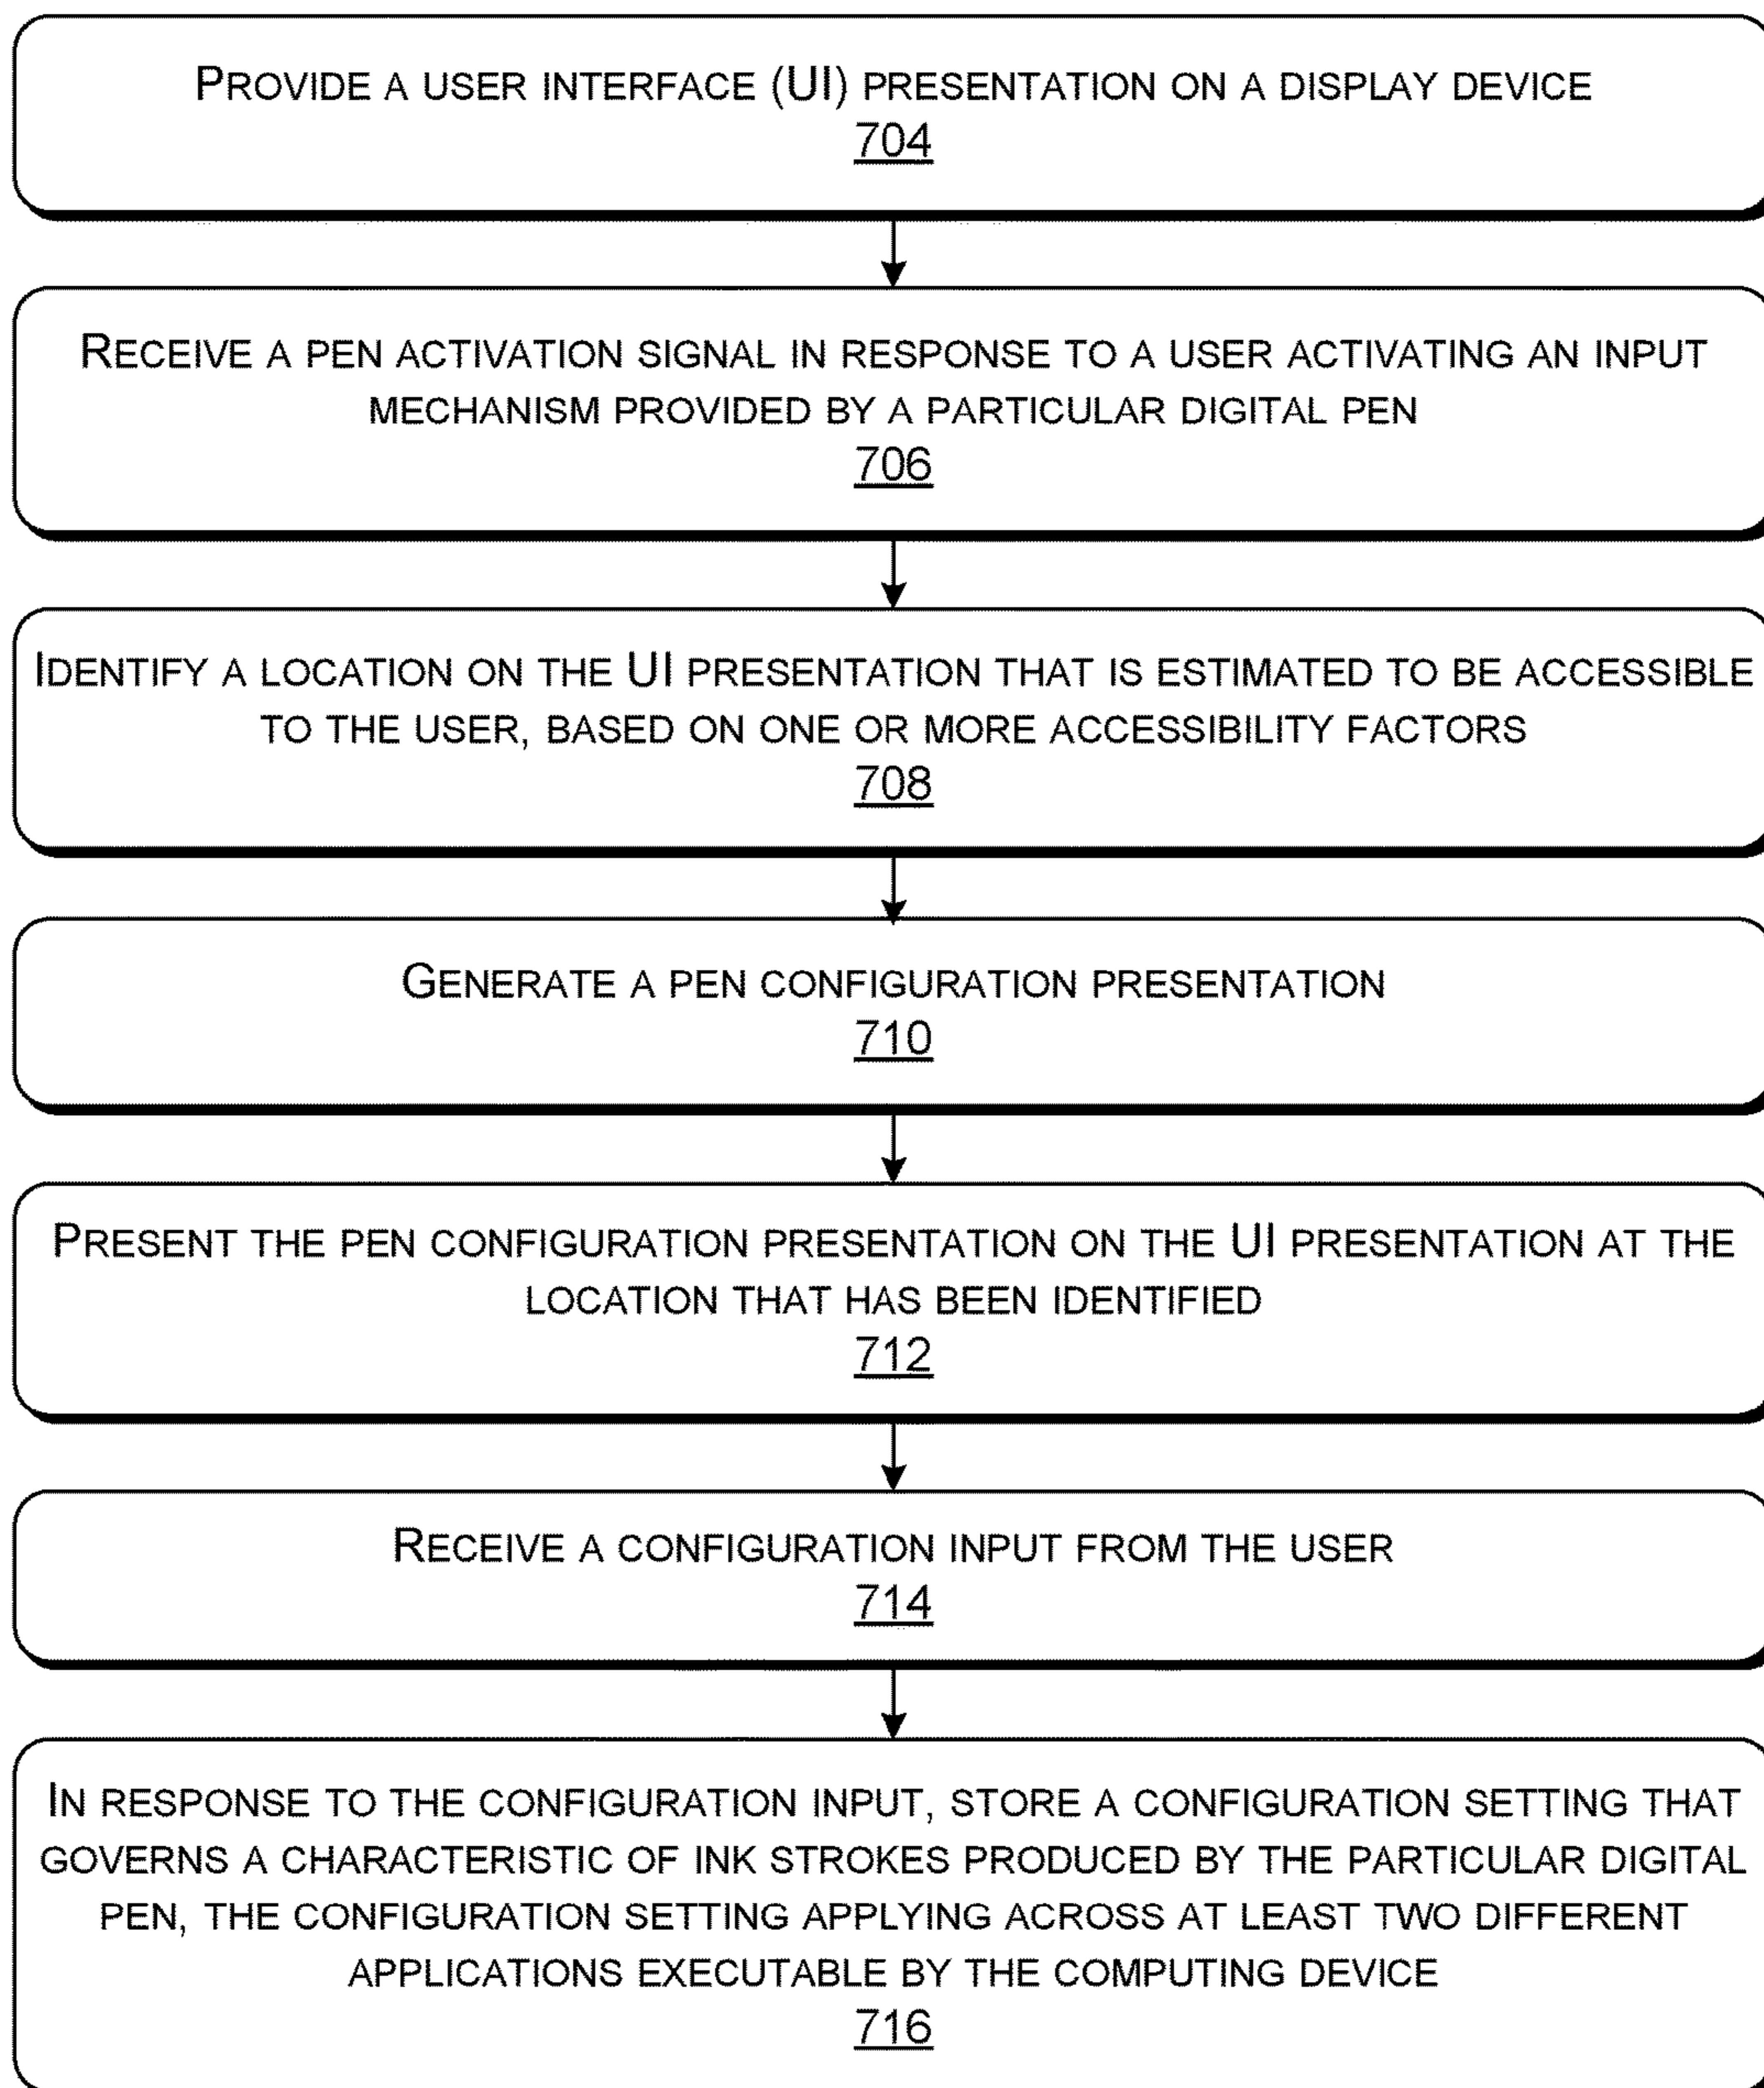 PROVIDE A USER INTERFACE (UI) PRESENTATION ON A DISPLAY DEVICE
704
RECEIVE A PEN ACTIVATION SIGNAL IN RESPONSE TO A USER ACTIVATING AN INPUT
MECHANISM PROVIDED BY A PARTICULAR DIGITAL PEN
706
IDENTIFY A LOCATION ON THE UI PRESENTATION THAT IS ESTIMATED TO BE ACCESSIBLE
TO THE USER, BASED ON ONE OR MORE ACCESSIBILITY FACTORS
708
GENERATE A PEN CONFIGURATION PRESENTATION
710
PRESENT THE PEN CONFIGURATION PRESENTATION ON THE UI PRESENTATION AT THE
LOCATION THAT HAS BEEN IDENTIFIED
712
RECEIVE A CONFIGURATION INPUT FROM THE USER
714
IN RESPONSE TO THE CONFIGURATION INPUT, STORE A CONFIGURATION SETTING THAT
GOVERNS A CHARACTERISTIC OF INK STROKES PRODUCED BY THE PARTICULAR DIGITAL
PEN, THE CONFIGURATION SETTING APPLYING ACROSS AT LEAST TWO DIFFERENT
APPLICATIONS EXECUTABLE BY THE COMPUTING DEVICE
716